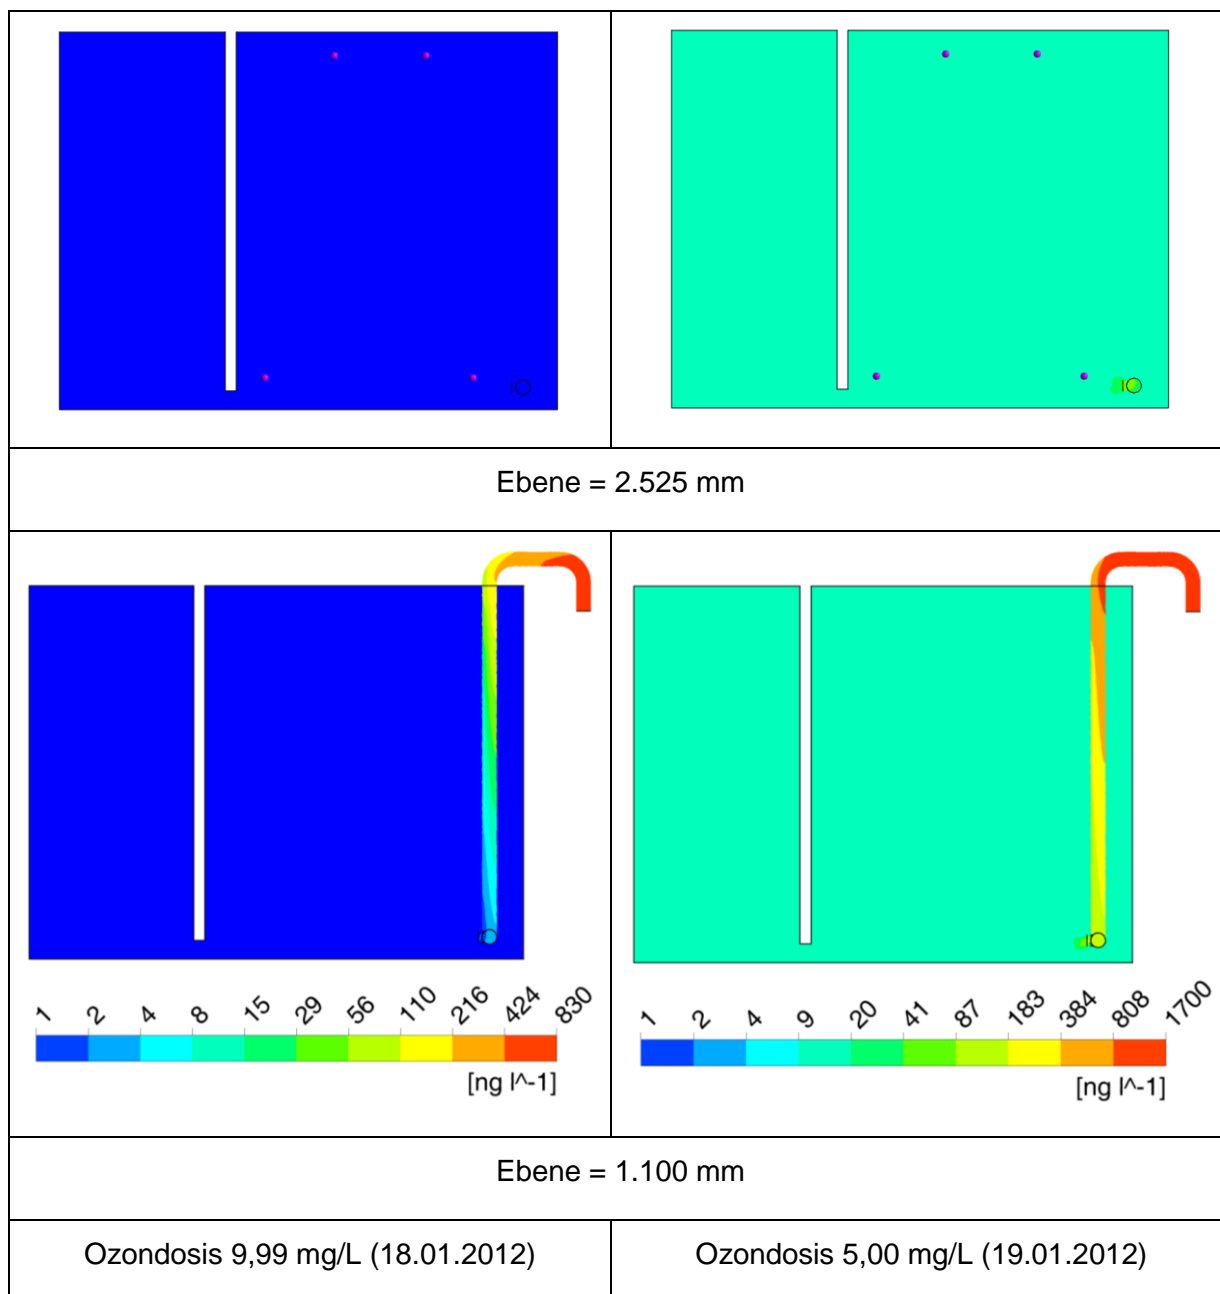 Ebene = 2.525 mm
1 2 4 8 15 29 56 110 216 424 830
[ng l^-1]
1 2 4 9 20 41 87 183 384 808 1700
[ng l^-1]
Ebene = 1.100 mm
Ozondosis 9,99 mg/L (18.01.2012)
Ozondosis 5,00 mg/L (19.01.2012)